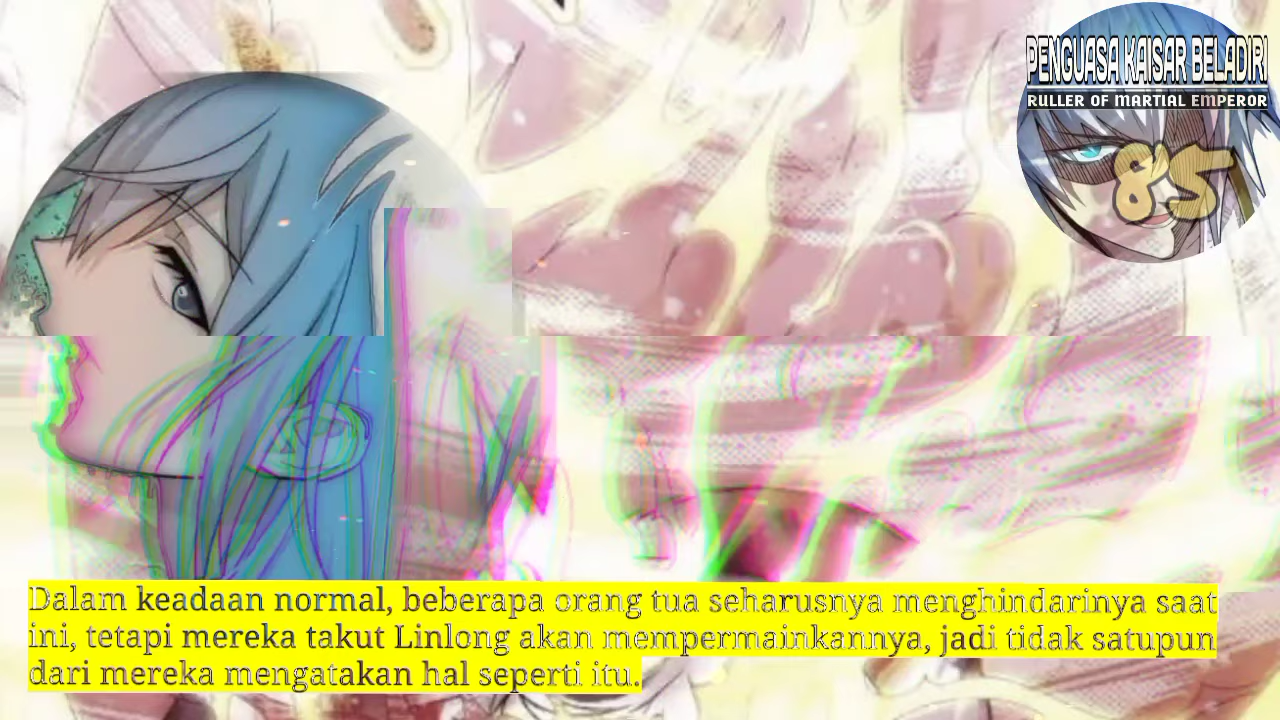 PENGUASA KAISAR BELADIRI
RULLER OF MARTIAL EMPEROR
85
Dalam keadaan normal, beberapa orang tua seharusnya menghindarinya saat
ini, tetapi mereka takut Linlong akan mempermainkannya, jadi tidak satupun
dari mereka mengatakan hal seperti itu.